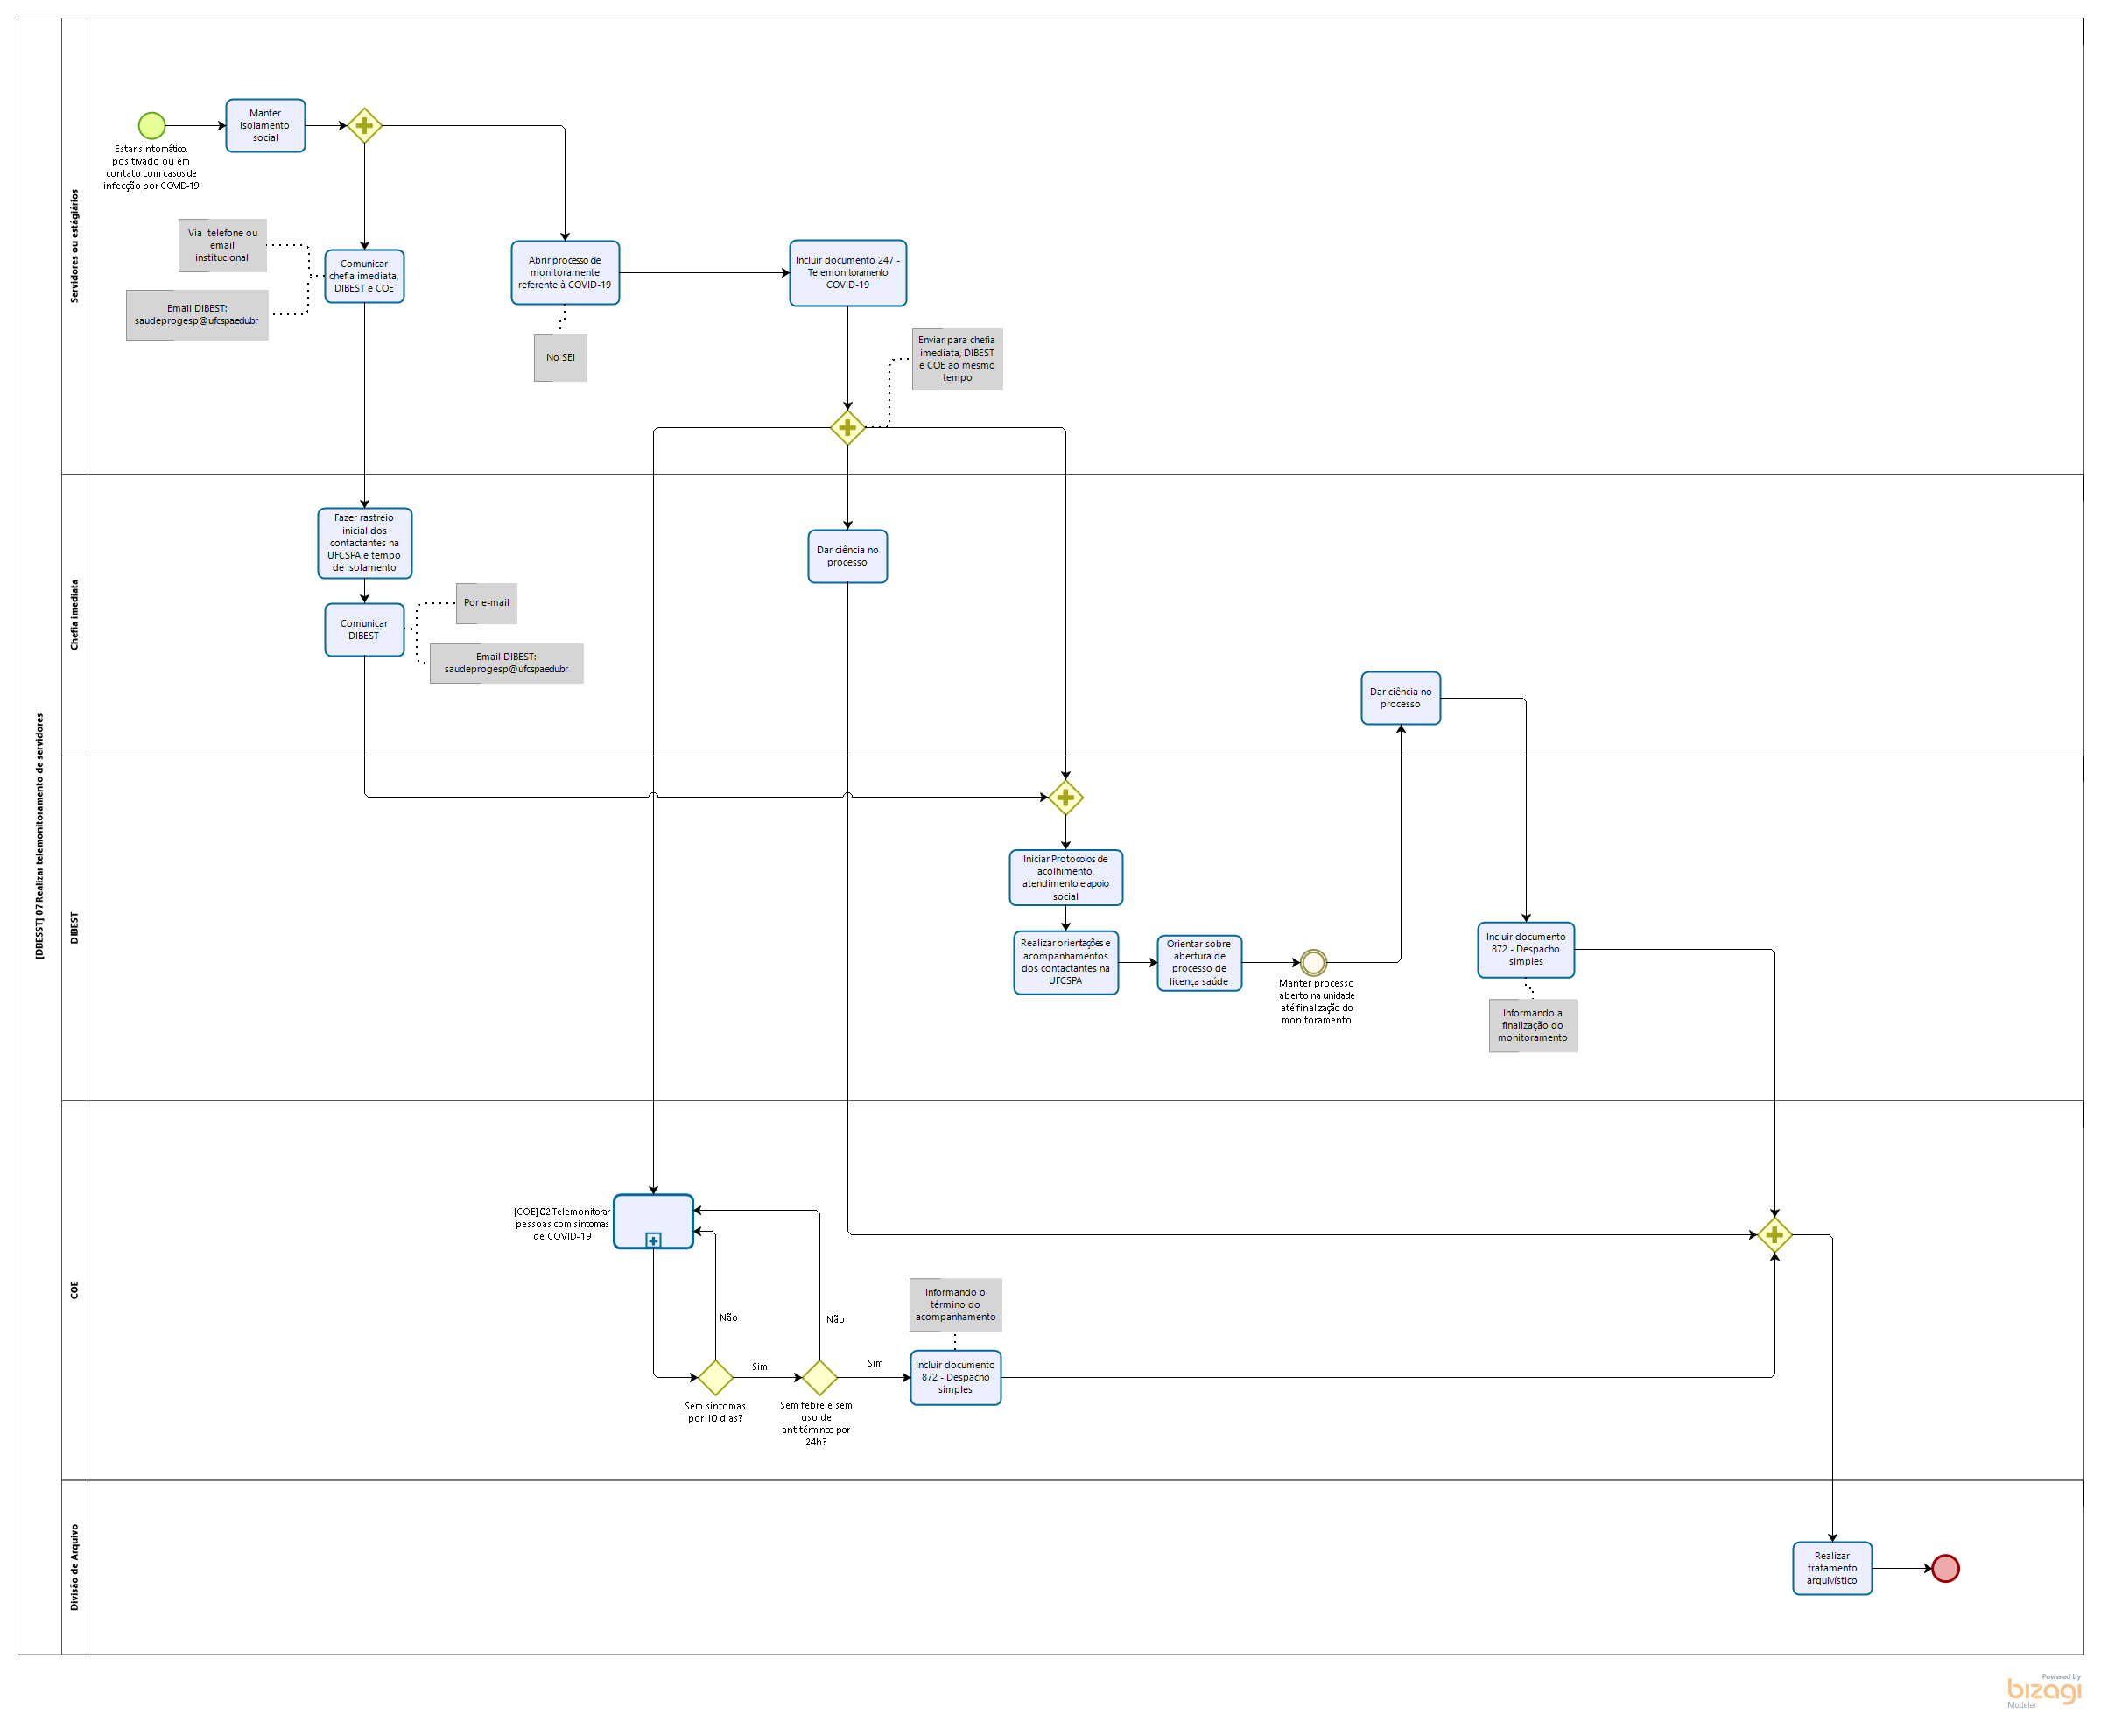 [DBESST] 07 Realizar telemonitoramento de servidores
Servidores ou estágiários
Estar sintomático,
positivado ou em
contato com casos de
infecção por COVID-19
Manter
isolamento
social
Via telefone ou
email
institucional
Email DIBEST:
saudeprogesp@ufcspa.edu.br
Comunicar
chefia imediata,
DIBEST e COE
Abrir processo de
monitoramente
referente à COVID-19
No SEI
Incluir documento 247 -
Telemonitoramento
COVID-19
Enviar para chefia
imediata, DIBEST
e COE ao mesmo
tempo
Chefia imediata
Fazer rastreio
inicial dos
contactantes na
UFCSPA e tempo
de isolamento
Comunicar
DIBEST
Por e-mail
Email DIBEST:
saudeprogesp@ufcspa.edu.br
Dar ciência no
processo
Dar ciência no
processo
DIBEST
Iniciar Protocolos de
acolhimento,
atendimento e apoio
social
Realizar orientações e
acompanhamentos
dos contactantes na
UFCSPA
Orientar sobre
abertura de
processo de
licença saúde
Manter processo
aberto na unidade
até finalização do
monitoramento
Incluir documento
872 - Despacho
simples
Informando a
finalização do
monitoramento
COE
[COE] 02 Telemonitorar
pessoas com sintomas
de COVID-19
Não
Não
Sim
Sim
Sem sintomas
por 10 dias?
Sem febre e sem
uso de
antitérminco por
24h?
Informando o
término do
acompanhamento
Incluir documento
872 - Despacho
simples
Divisão de Arquivo
Realizar
tratamento
arquivístico
Powered by
bizagi
Modeler